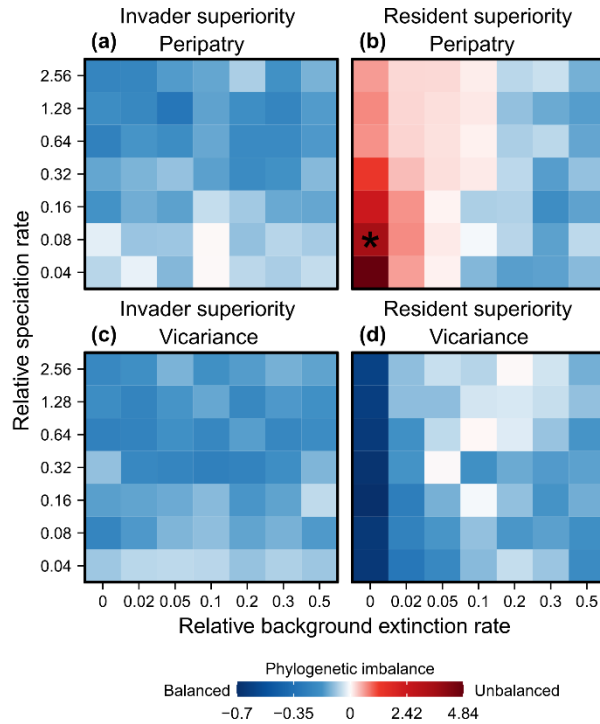 Invader superiority Resident superiority
(a) Peripatry (b) Peripatry
2.56
1.28
0.64
0.32
0.16
0.08 *
0.04
Relative speciation rate
Invader superiority Resident superiority
(c) Vicariance (d) Vicariance
2.56
1.28
0.64
0.32
0.16
0.08
0.04
0 0.02 0.05 0.1 0.2 0.3 0.5 0 0.02 0.05 0.1 0.2 0.3 0.5
Relative background extinction rate
Phylogenetic imbalance
Balanced Unbalanced
-0.7 -0.35 0 2.42 4.84